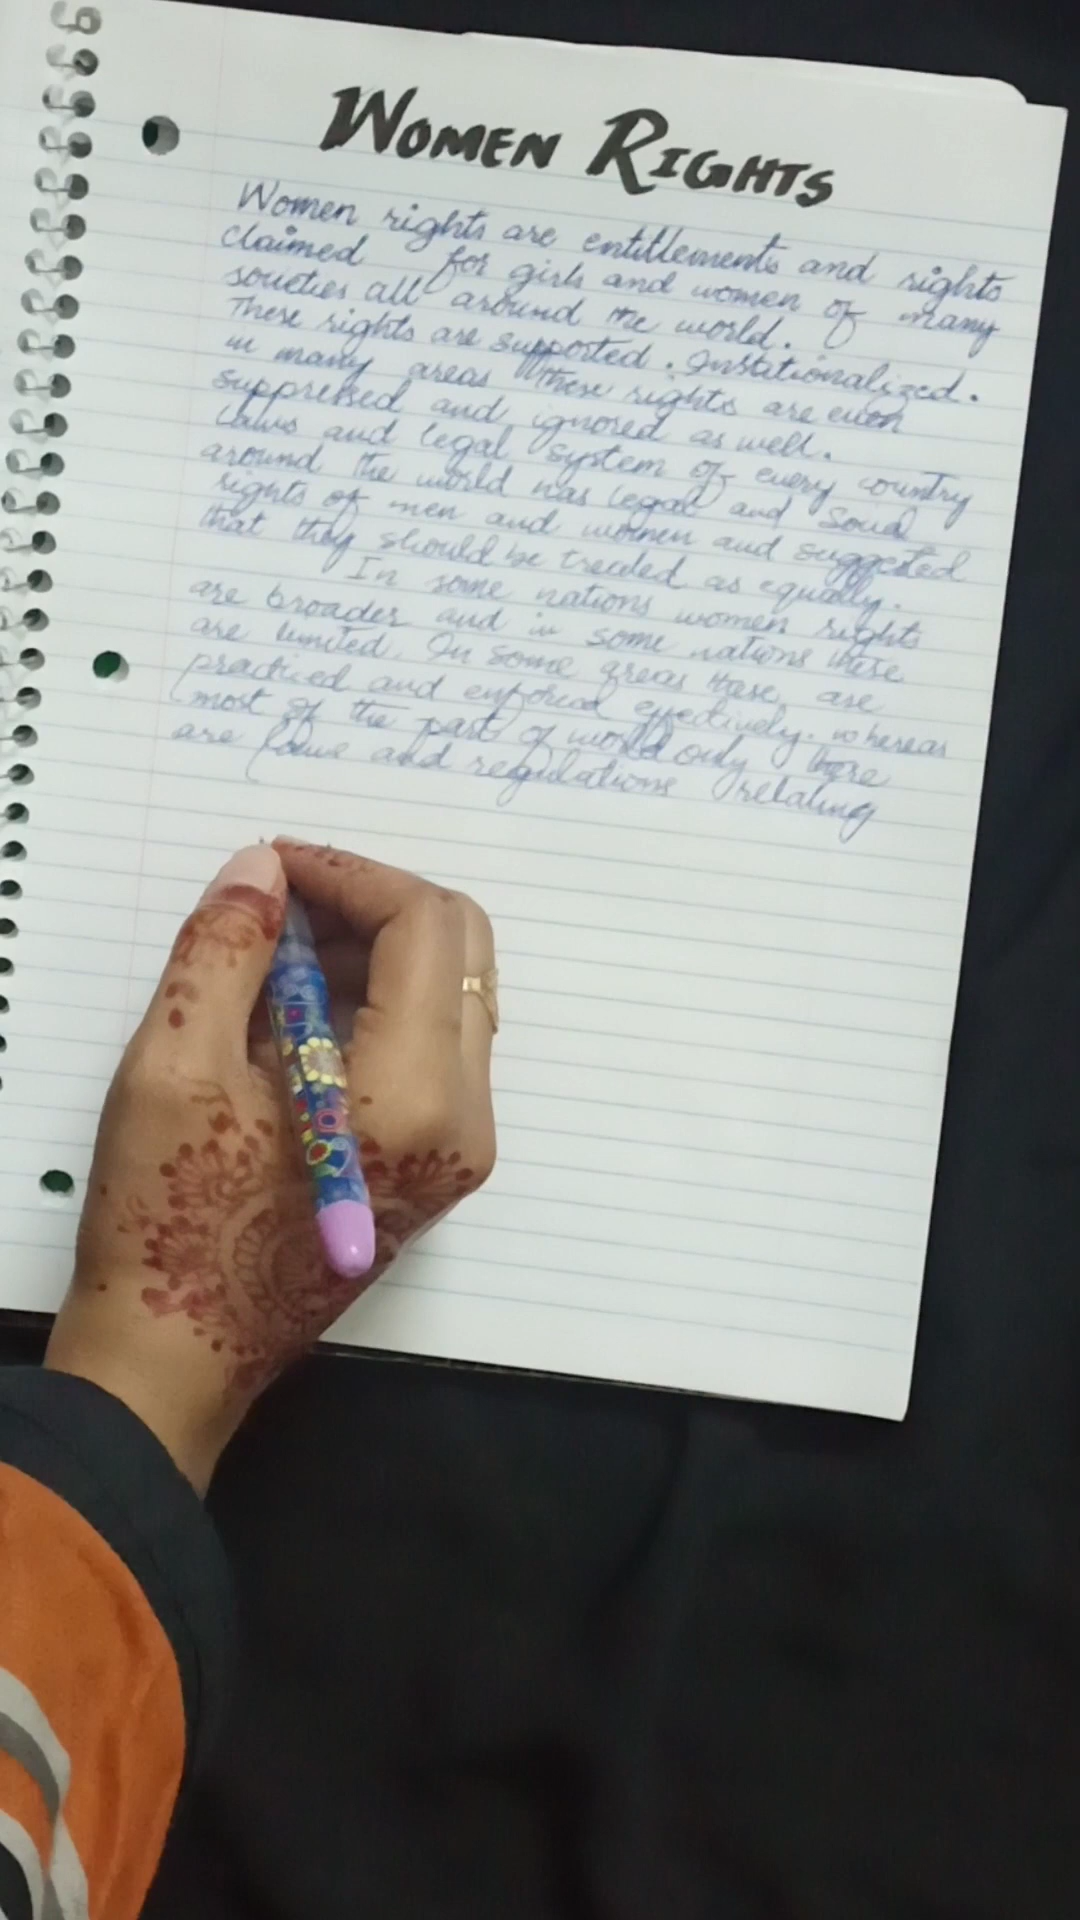 WOMEN RIGHTS
Women rights are entitlements and rights
claimed for girls and women of many
societies all around the world.
These rights are supported. Instationalized.
in many areas these rights are even
suppressed and ignored as well.
Laws and legal system of every country
around the world has legal and social
rights of men and women and suggested
that they should be treated as equally.
In some nations women rights
are broader and in some nations these
are limited. In some areas these are
practiced and enforced effectively. whereas
most of the part of world only there
are laws and regulations relating